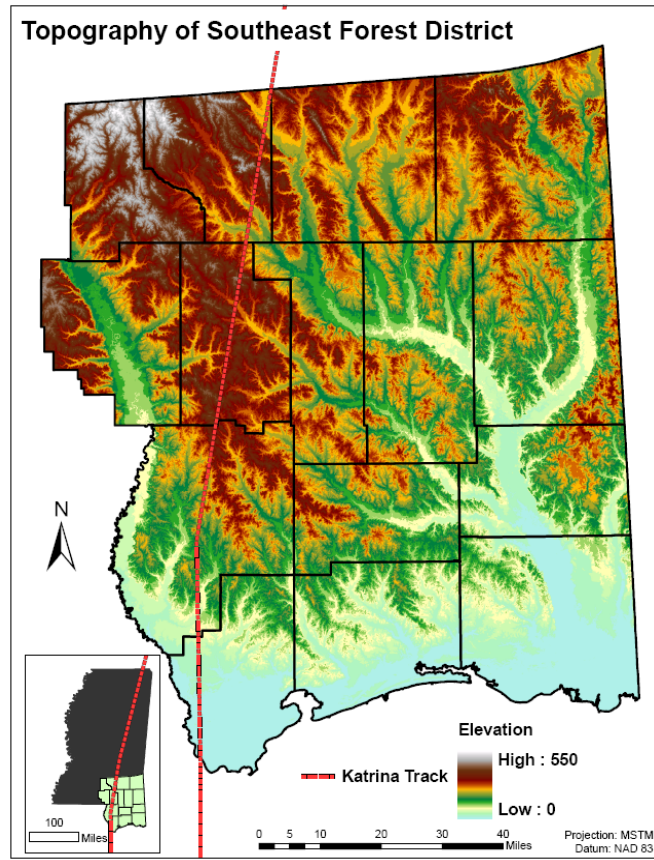 Topography of Southeast Forest District
N
Elevation
High : 550
Low : 0
Katrina Track
100
Miles
0 5 10 20 30 40
Miles
Projection: MSTM
Datum: NAD 83